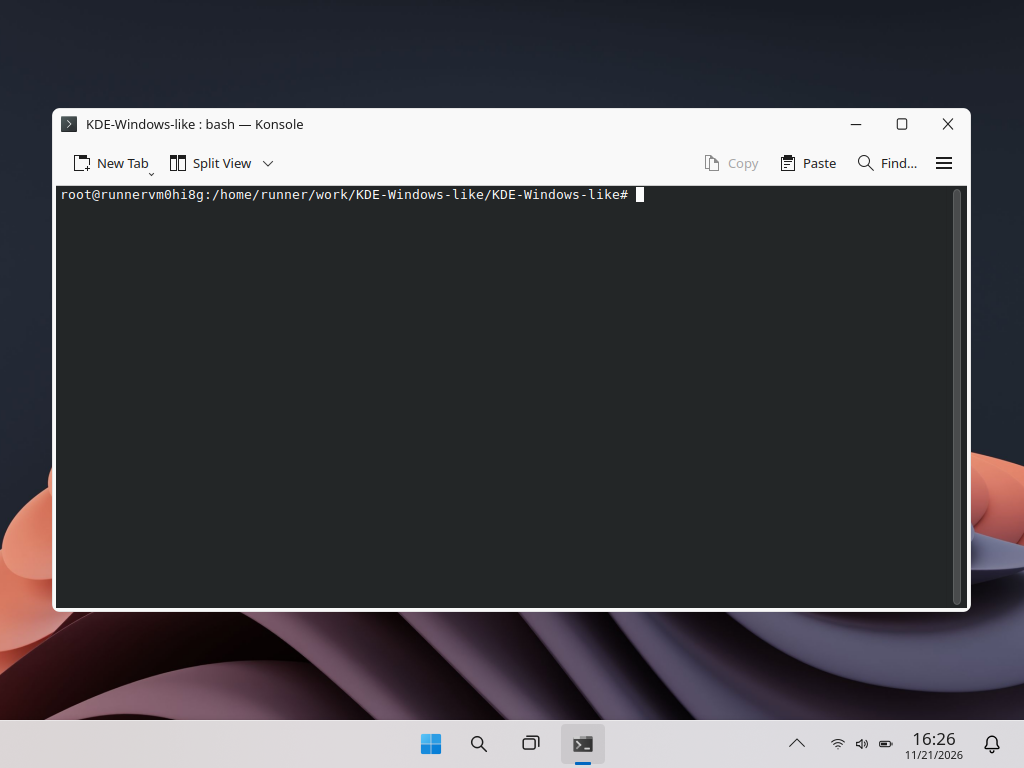 KDE-Windows-like : bash — Konsole
New Tab
Split View
Copy
Paste
Find...
root@runnervm0hi8g:/home/runner/work/KDE-Windows-like/KDE-Windows-like#
16:26
11/21/2026